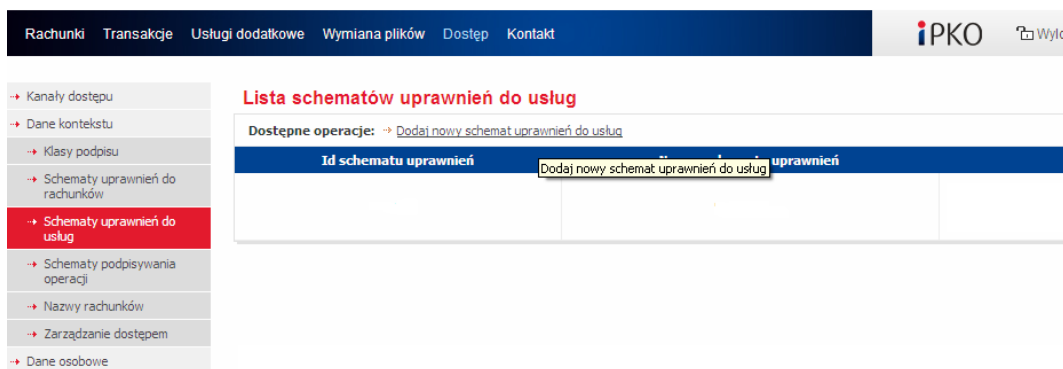 Rachunki Transakcje Usługi dodatkowe Wymiana plików Dostęp Kontakt
iPKO
Kanały dostępu
Dane kontekstu
Klasy podpisu
Schematy uprawnień do
rachunków
Schematy uprawnień do
usług
Schematy podpisywania
operacji
Nazwy rachunków
Zarządzanie dostępem
Dane osobowe
Lista schematów uprawnień do usług
Dostępne operacje: Dodaj nowy schemat uprawnień do usług
Id schematu uprawnień uprawnień
Dodaj nowy schemat uprawnień do usług